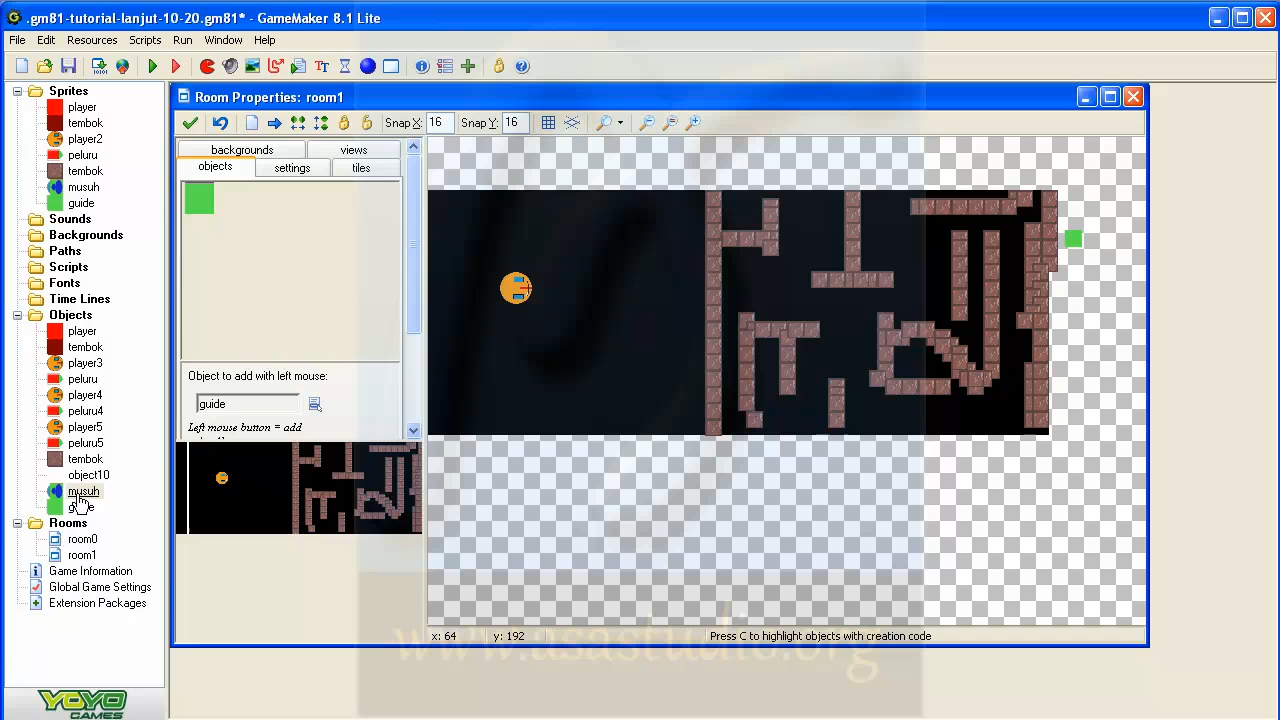 .gm81-tutorial-lanjut-10-20.gm81* - GameMaker 8.1 Lite
File Edit Resources Scripts Run Window Help
Sprites
player
tembok
player2
peluru
tembok
musuh
guide
Sounds
Backgrounds
Paths
Scripts
Fonts
Time Lines
Objects
player
tembok
player3
peluru
player4
peluru4
player5
peluru5
tembok
object10
musuh
Rooms
room0
room1
Game Information
Global Game Settings
Extension Packages
YOYO
GAMES
Room Properties: room1
Snap X: 16 Snap Y: 16
backgrounds views
objects settings tiles
Object to add with left mouse:
guide
Left mouse button = add
x: 64 y: 192 Press C to highlight objects with creation code
www.asastudio.org